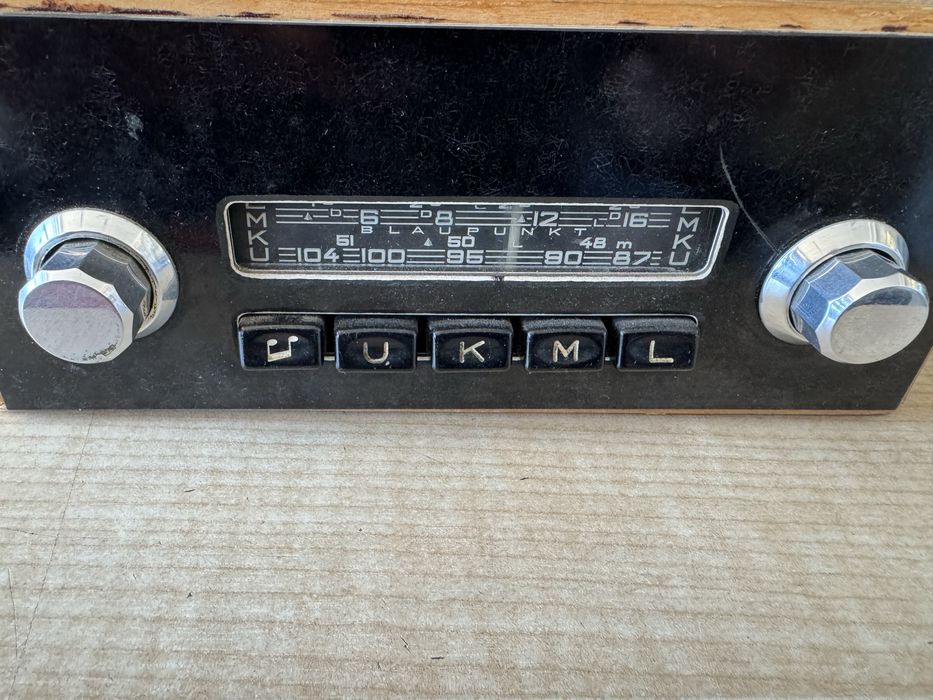 M D 6 D 8 12 L 16 M
BLAUPUNKT
K 51 50 48 m K
U 104 100 95 90 87 U
U K M L